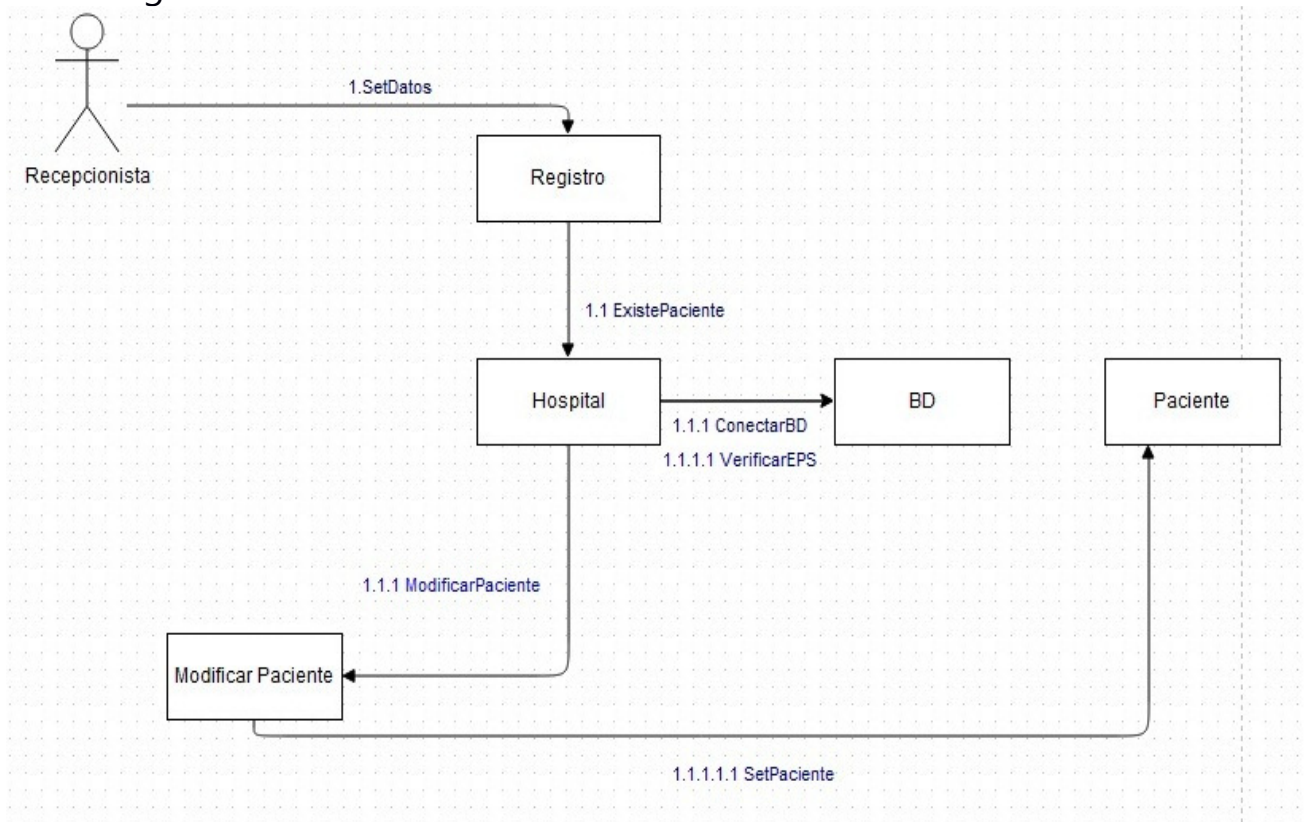 1.SetDatos
Recepcionista
Registro
1.1 ExistePaciente
Hospital
BD
Paciente
1.1.1 ConectarBD
1.1.1.1 VerificarEPS
1.1.1 ModificarPaciente
Modificar Paciente
1.1.1.1.1 SetPaciente